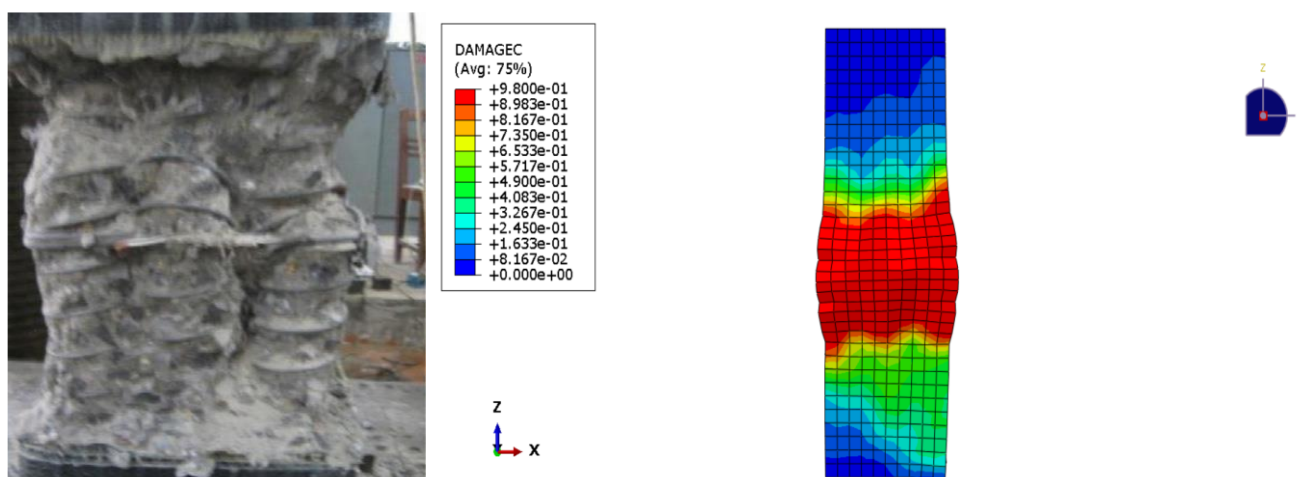 DAMAGEC
(Avg: 75%)
+9.800e-01
+8.983e-01
+8.167e-01
+7.350e-01
+6.533e-01
+5.717e-01
+4.900e-01
+4.083e-01
+3.267e-01
+2.450e-01
+1.633e-01
+8.167e-02
+0.000e+00
Z
Z
X